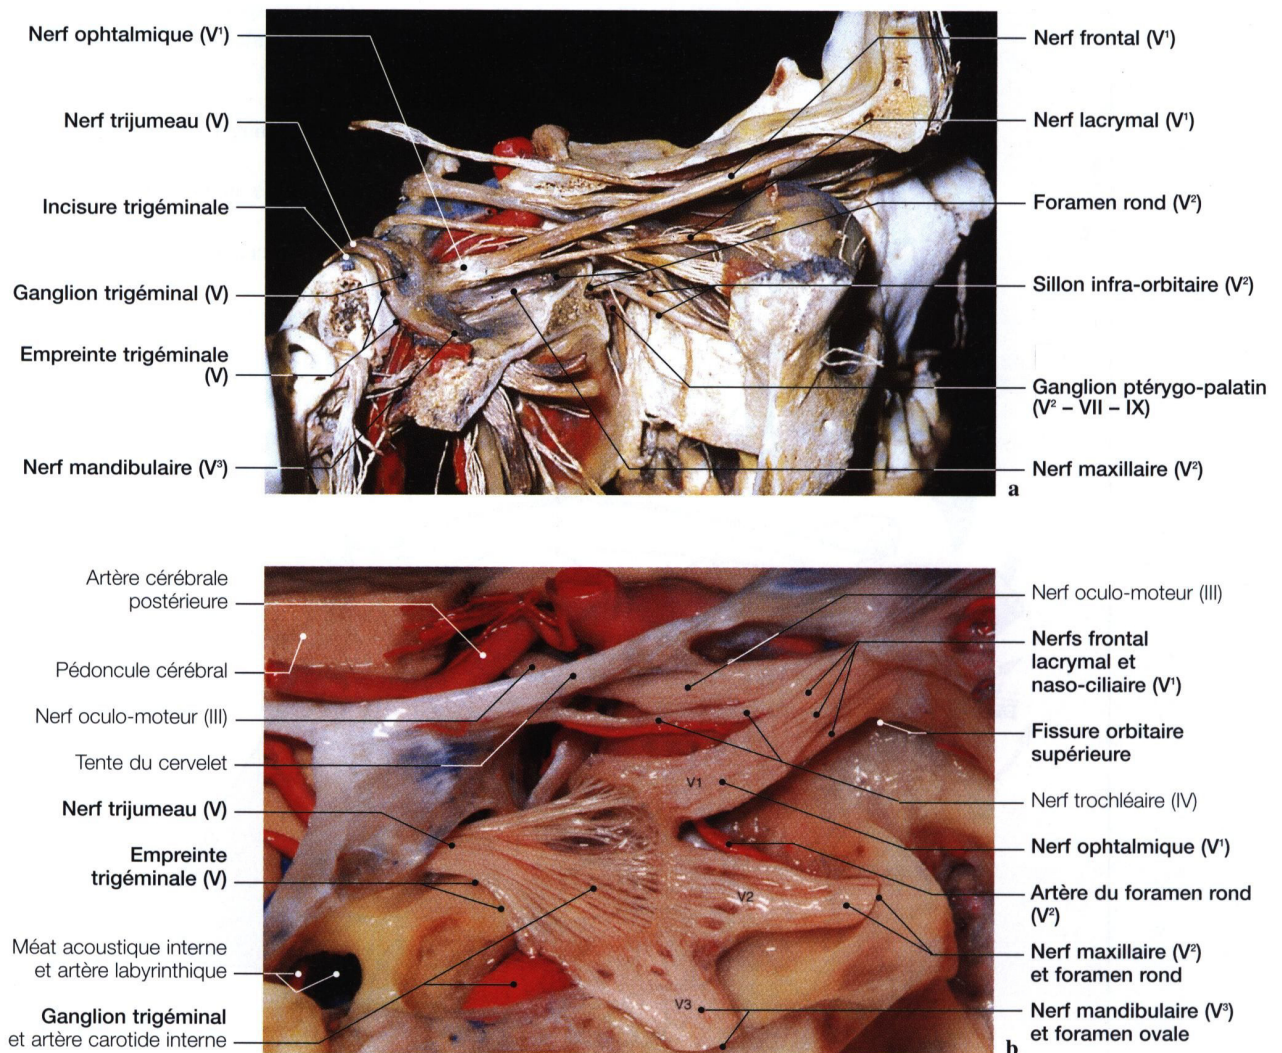 Nerf ophtalmique (V¹)
Nerf trijumeau (V)
Incisure trigéminale
Ganglion trigéminal (V)
Empreinte trigéminale
(V)
Nerf mandibulaire (V³)
Nerf frontal (V¹)
Nerf lacrymal (V¹)
Foramen rond (V²)
Sillon infra-orbitaire (V²)
Ganglion ptérygo-palatin
(V² – VII – IX)
Nerf maxillaire (V²)
a
Artère cérébrale
postérieure
Pédoncule cérébral
Nerf oculo-moteur (III)
Tente du cervelet
Nerf trijumeau (V)
Empreinte
trigéminale (V)
Méat acoustique interne
et artère labyrinthique
Ganglion trigéminal
et artère carotide interne
V1
V2
V3
Nerf oculo-moteur (III)
Nerfs frontal
lacrymal et
naso-ciliaire (V¹)
Fissure orbitaire
supérieure
Nerf trochléaire (IV)
Nerf ophtalmique (V¹)
Artère du foramen rond
(V²)
Nerf maxillaire (V²)
et foramen rond
Nerf mandibulaire (V³)
et foramen ovale
b